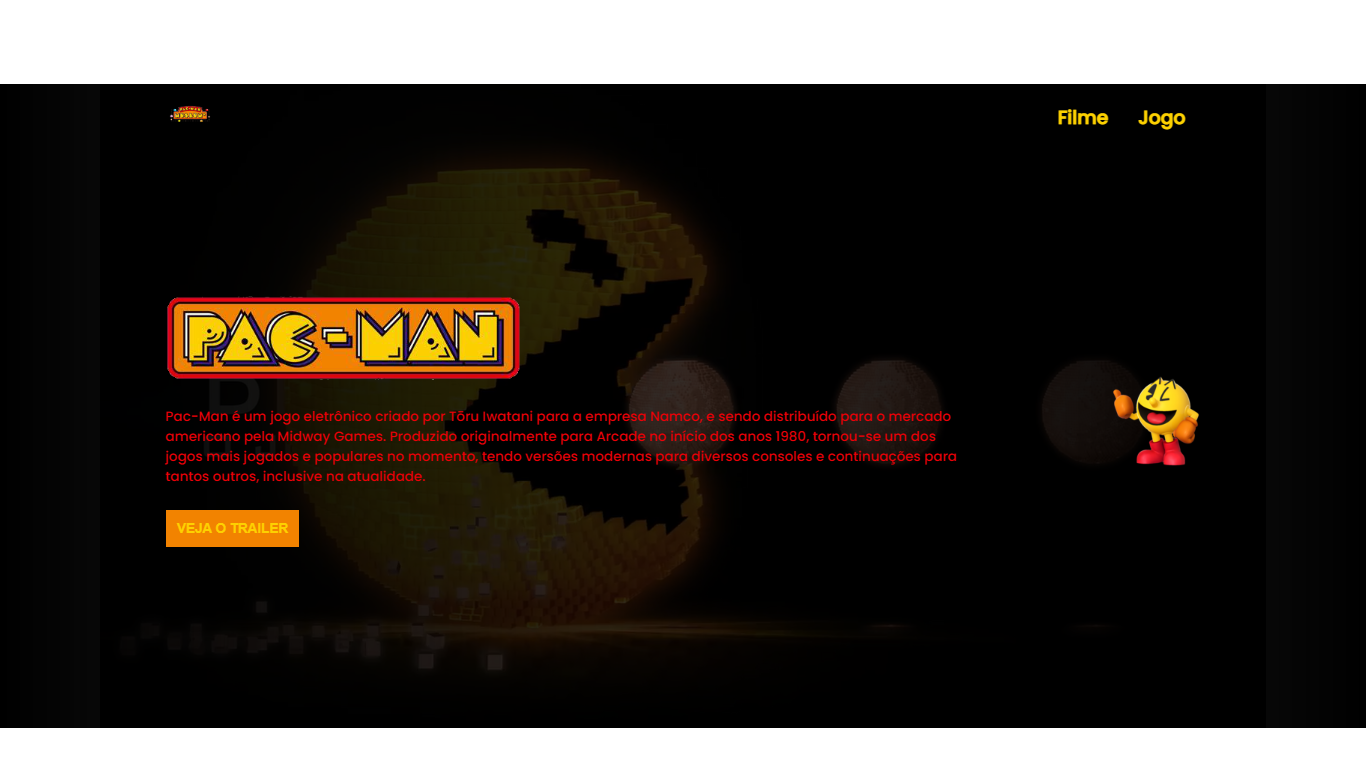 Filme Jogo
PAC-MAN
Pac-Man é um jogo eletrônico criado por Tōru Iwatani para a empresa Namco, e sendo distribuído para o mercado
americano pela Midway Games. Produzido originalmente para Arcade no início dos anos 1980, tornou-se um dos
jogos mais jogados e populares no momento, tendo versões modernas para diversos consoles e continuações para
tantos outros, inclusive na atualidade.
VEJA O TRAILER